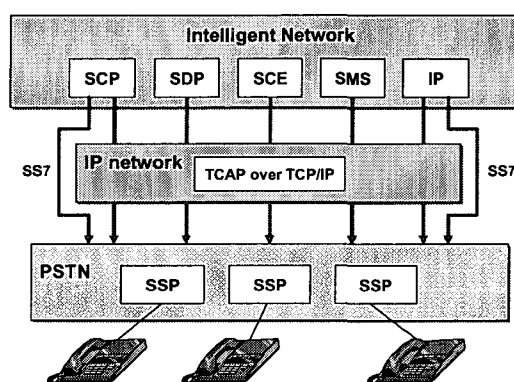 Intelligent Network
SCP SDP SCE SMS IP
SS7 IP network SS7
TCAP over TCP/IP
PSTN
SSP SSP SSP